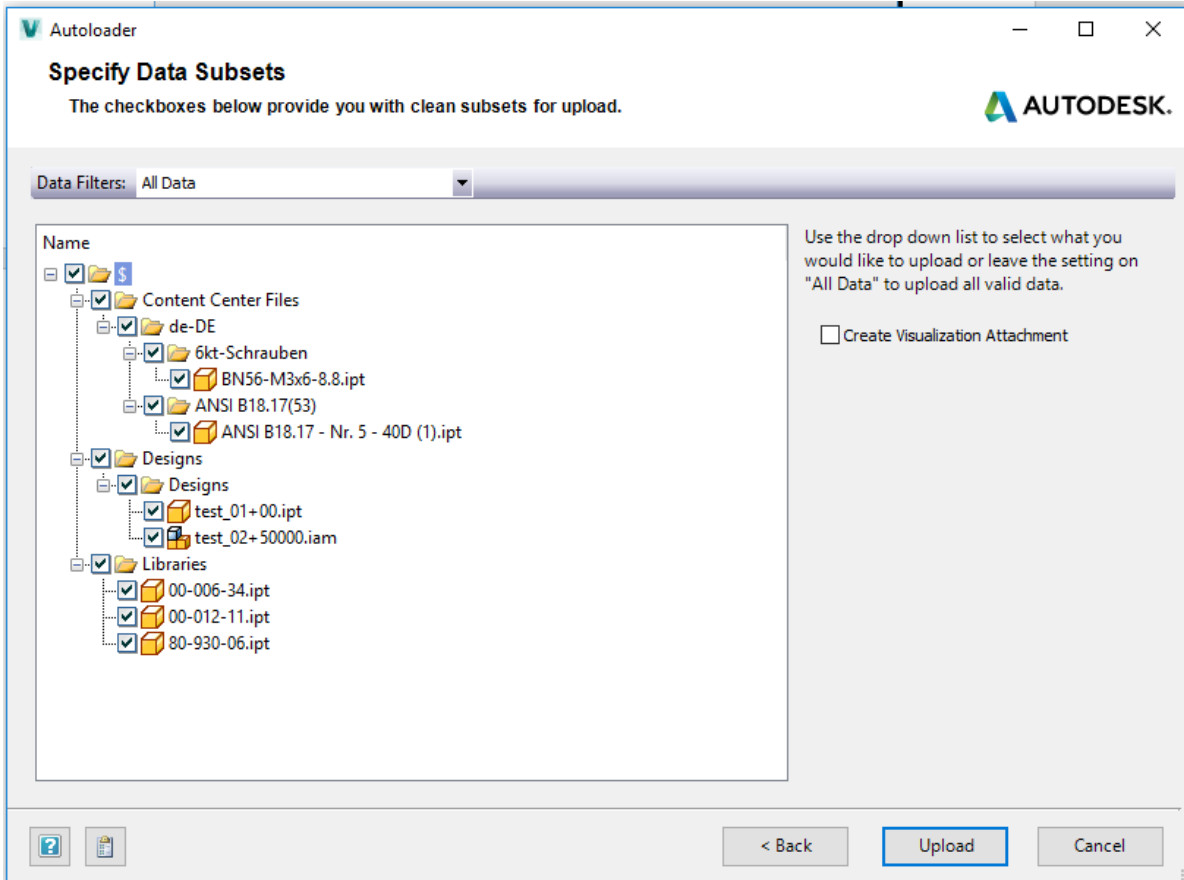 Autoloader
Specify Data Subsets
The checkboxes below provide you with clean subsets for upload.
AUTODESK.
Data Filters: All Data
Name
$
Content Center Files
de-DE
6kt-Schrauben
BN56-M3x6-8.8.ipt
ANSI B18.17(53)
ANSI B18.17 - Nr. 5 - 40D (1).ipt
Designs
Designs
test_01+00.ipt
test_02+50000.iam
Libraries
00-006-34.ipt
00-012-11.ipt
80-930-06.ipt
Use the drop down list to select what you
would like to upload or leave the setting on
"All Data" to upload all valid data.
Create Visualization Attachment
< Back
Upload
Cancel